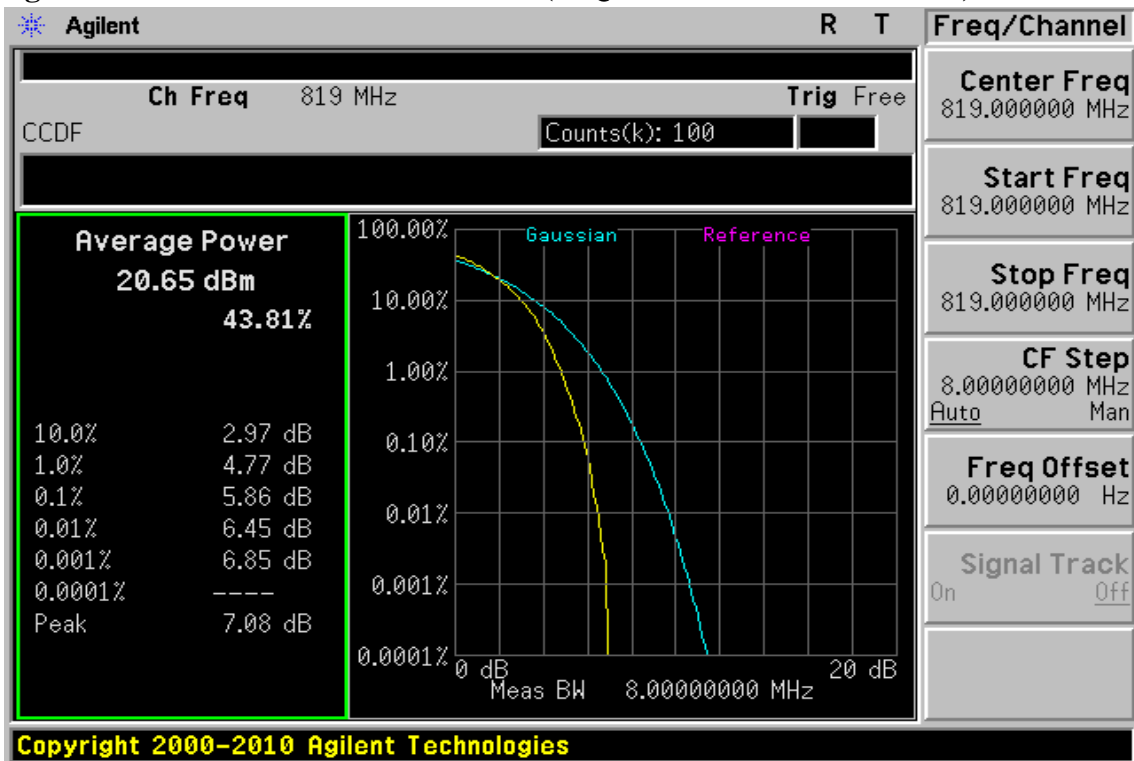 Agilent R T
Ch Freq 819 MHz Trig Free
CCDF
Counts(k): 100
Average Power
20.65 dBm
43.81%
10.0% 2.97 dB
1.0% 4.77 dB
0.1% 5.86 dB
0.01% 6.45 dB
0.001% 6.85 dB
0.0001% ----
Peak 7.08 dB
Gaussian Reference
100.00%
10.00%
1.00%
0.10%
0.01%
0.001%
0.0001%
0 dB 20 dB
Meas BW 8.00000000 MHz
Freq/Channel
Center Freq
819.000000 MHz
Start Freq
819.000000 MHz
Stop Freq
819.000000 MHz
CF Step
8.00000000 MHz
Auto Man
Freq Offset
0.00000000 Hz
Signal Track
On Off
Copyright 2000-2010 Agilent Technologies